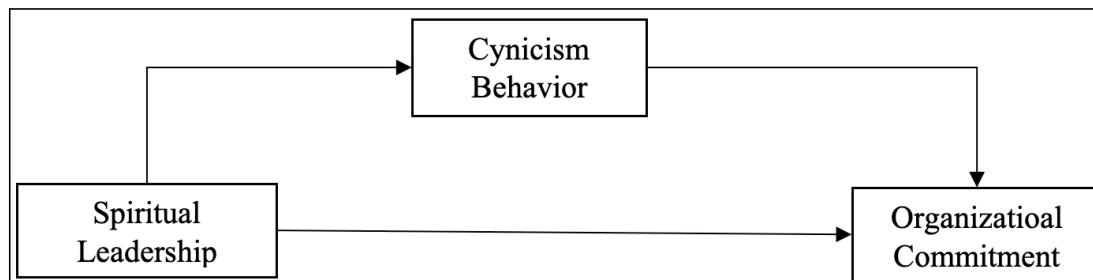 Cynicism
Behavior
Spiritual
Leadership
Organizatioal
Commitment